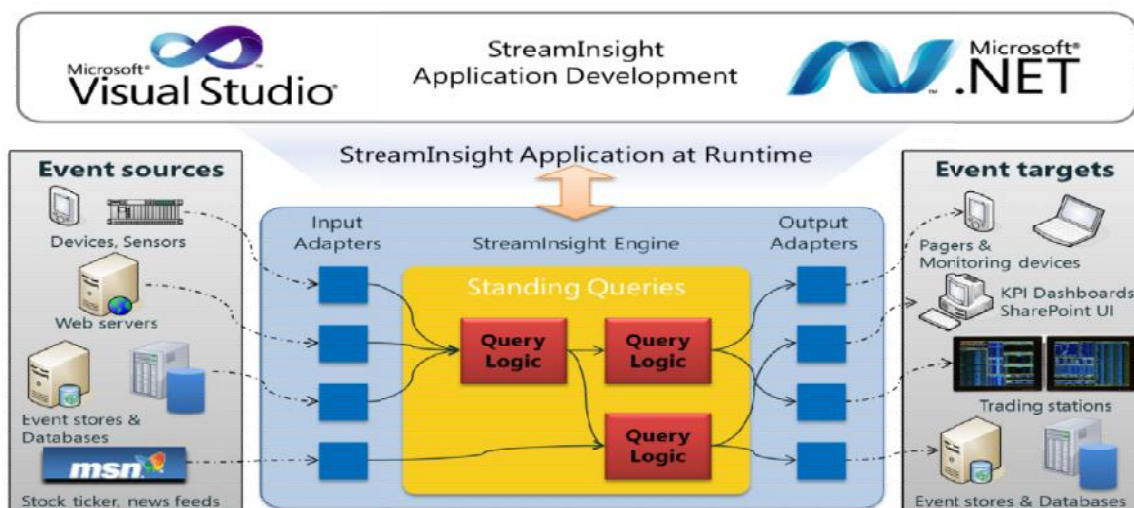 Microsoft®
Visual Studio®
StreamInsight
Application Development
Microsoft®
.NET
StreamInsight Application at Runtime
Event sources
Devices, Sensors
Web servers
Event stores &
Databases
msn
Stock ticker, news feeds
Input
Adapters
StreamInsight Engine
Output
Adapters
Standing Queries
Query
Logic
Query
Logic
Query
Logic
Event targets
Pagers &
Monitoring devices
KPI Dashboards
SharePoint UI
Trading stations
Event stores & Databases